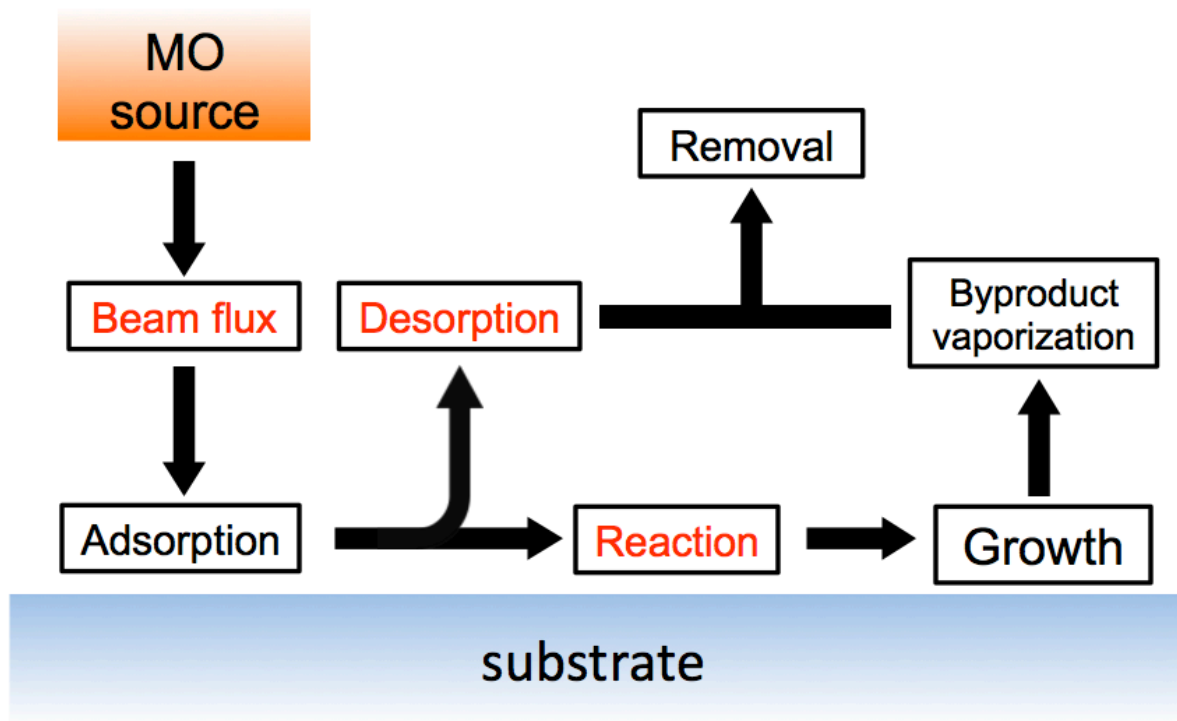 MO
source
Removal
Beam flux
Desorption
Byproduct
vaporization
Adsorption
Reaction
Growth
substrate